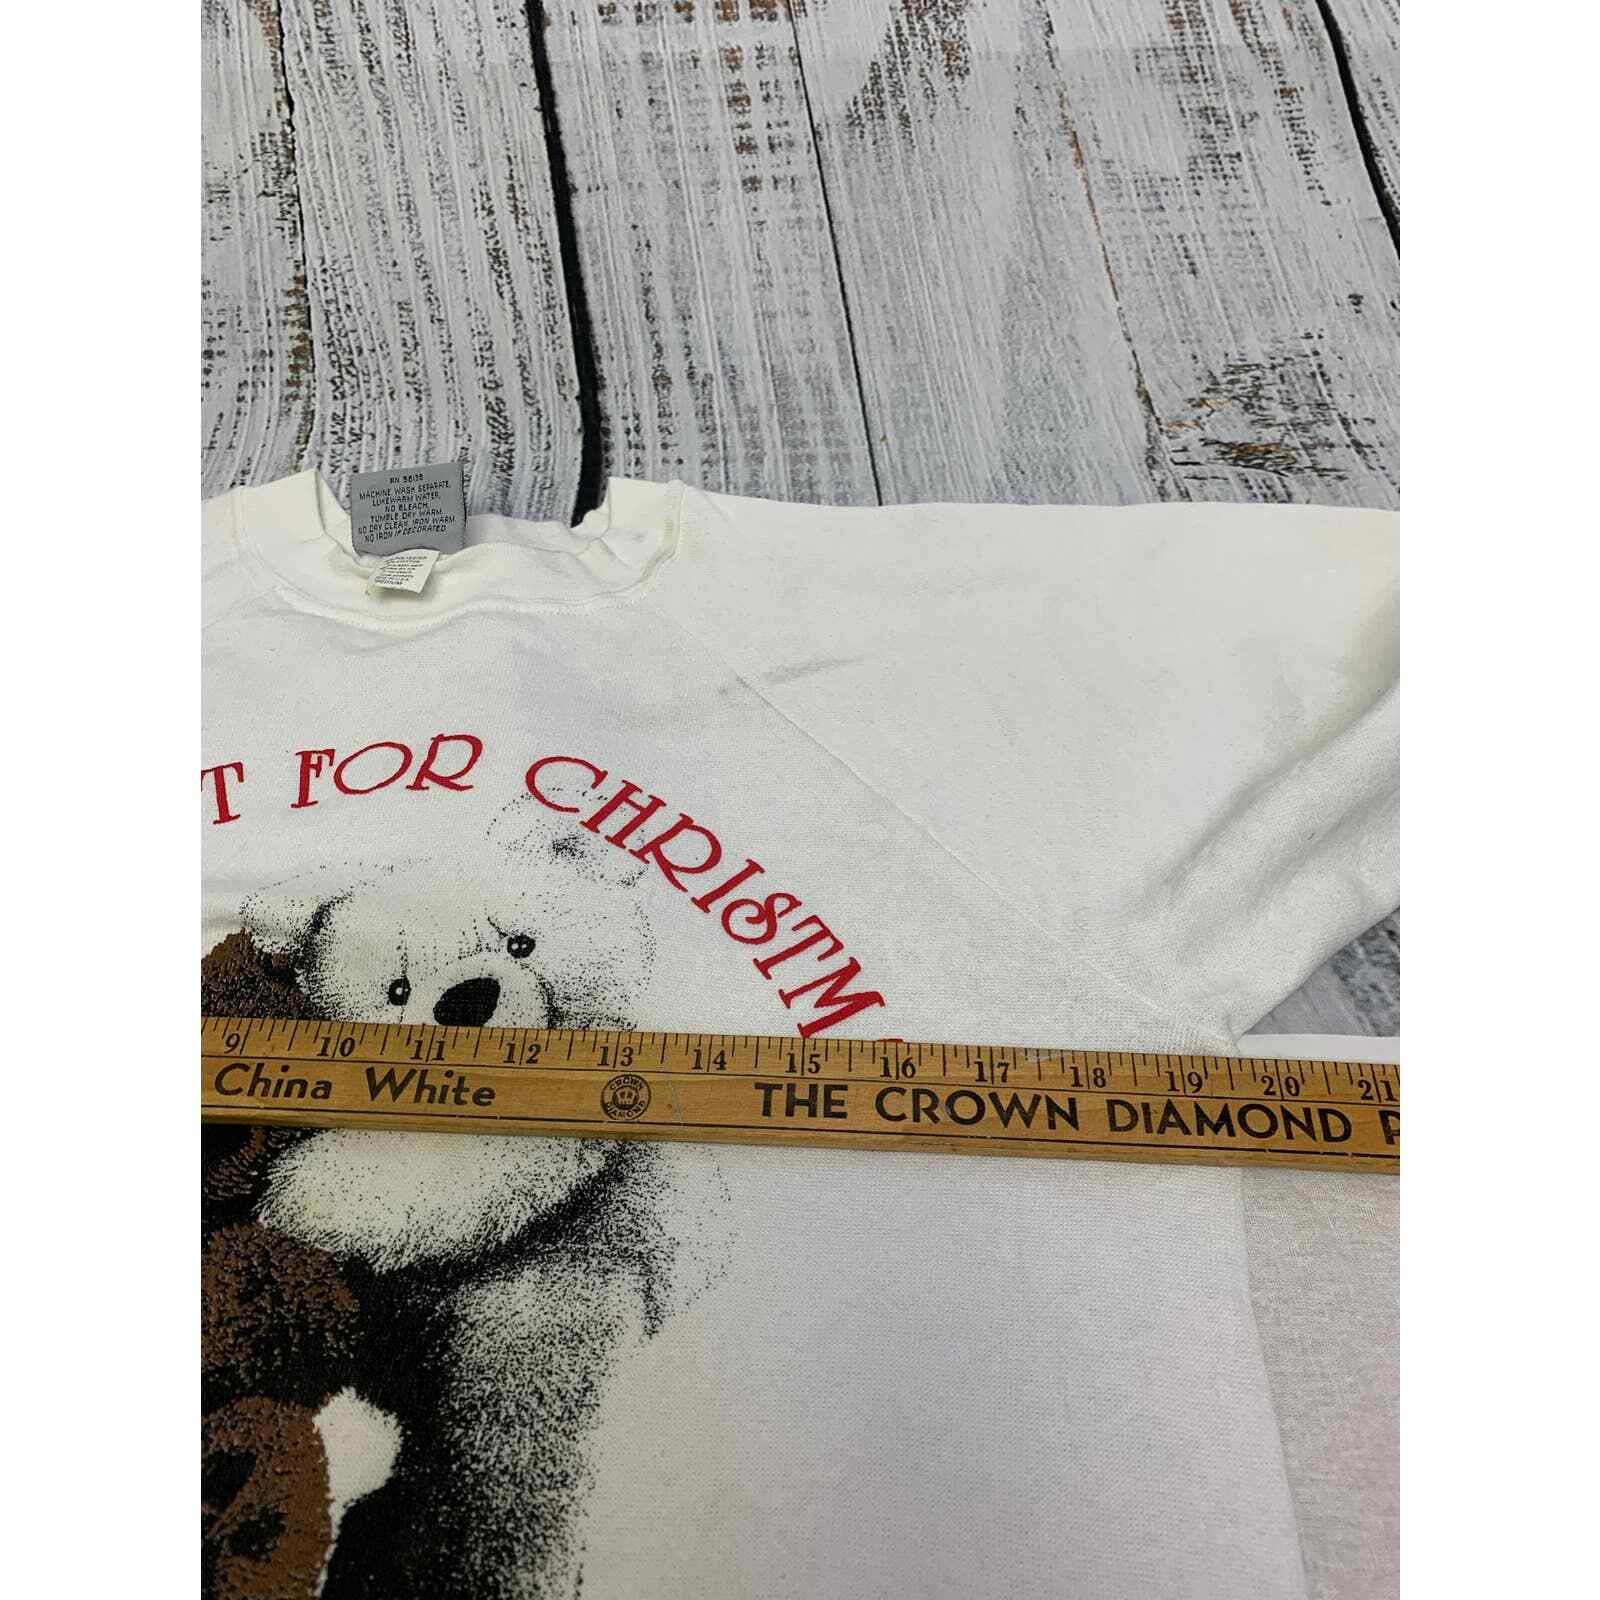 RN 58138
MACHINE WASH SEPARATE,
LUKEWARM WATER,
NO BLEACH,
TUMBLE DRY WARM
NO DRY CLEAN, IRON WARM
NO IRON IF DECORATED
MEDIUM
T FOR CHRISTM
9 10 11 12 13 14 15 16 17 18 19 20 21
China White CROWN DIAMOND THE CROWN DIAMOND P